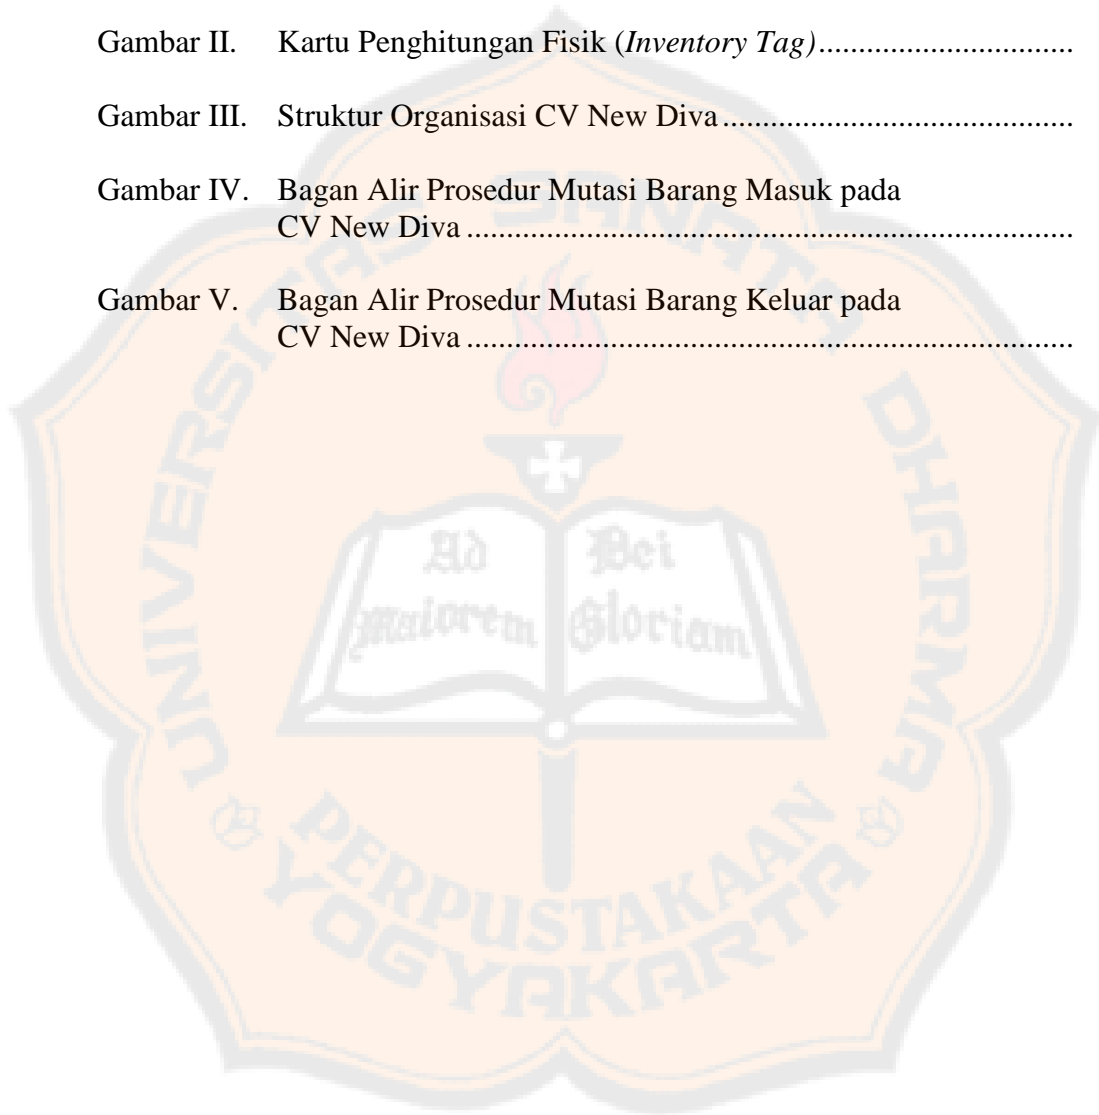 Gambar II. Kartu Penghitungan Fisik (Inventory Tag)................................
Gambar III. Struktur Organisasi CV New Diva............................................
Gambar IV. Bagan Alir Prosedur Mutasi Barang Masuk pada
CV New Diva ............................................................................
Gambar V. Bagan Alir Prosedur Mutasi Barang Keluar pada
CV New Diva ............................................................................
UNIVERSITAS SANATA DHARMA
Ad Dei
maiorem Gloriam
PERPUSTAKAAN
YOGYAKARTA